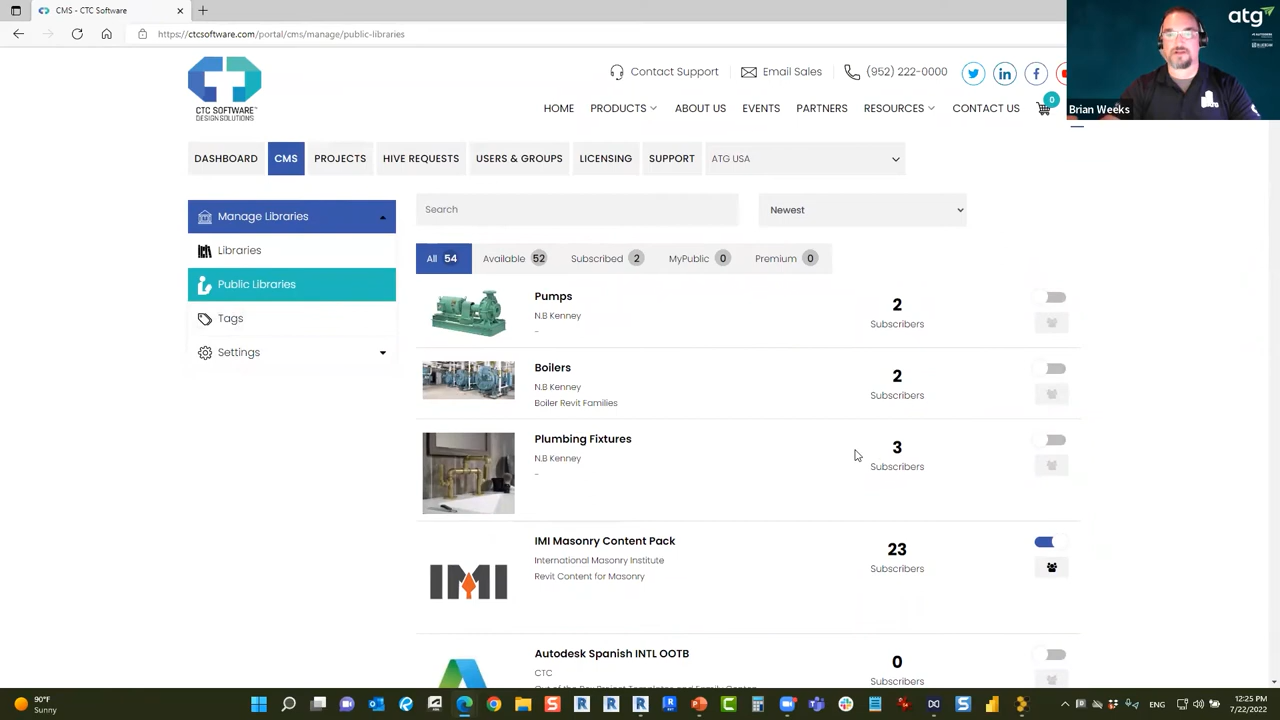 CMS - CTC Software
https://ctcsoftware.com/portal/cms/manage/public-libraries
atg
Brian Weeks
CTC SOFTWARE
DESIGN SOLUTIONS
Contact Support
Email Sales
(952) 222-0000
HOME PRODUCTS ABOUT US EVENTS PARTNERS RESOURCES CONTACT US 0
DASHBOARD CMS PROJECTS HIVE REQUESTS USERS & GROUPS LICENSING SUPPORT ATG USA
Manage Libraries
Libraries
Public Libraries
Tags
Settings
Search
Newest
All 54 Available 52 Subscribed 2 MyPublic 0 Premium 0
Pumps
N.B Kenney
-
2
Subscribers
Boilers
N.B Kenney
Boiler Revit Families
2
Subscribers
Plumbing Fixtures
N.B Kenney
-
3
Subscribers
IMI
IMI Masonry Content Pack
International Masonry Institute
Revit Content for Masonry
23
Subscribers
Autodesk Spanish INTL OOTB
CTC
0
Subscribers
90°F
Sunny
12:25 PM
7/22/2022